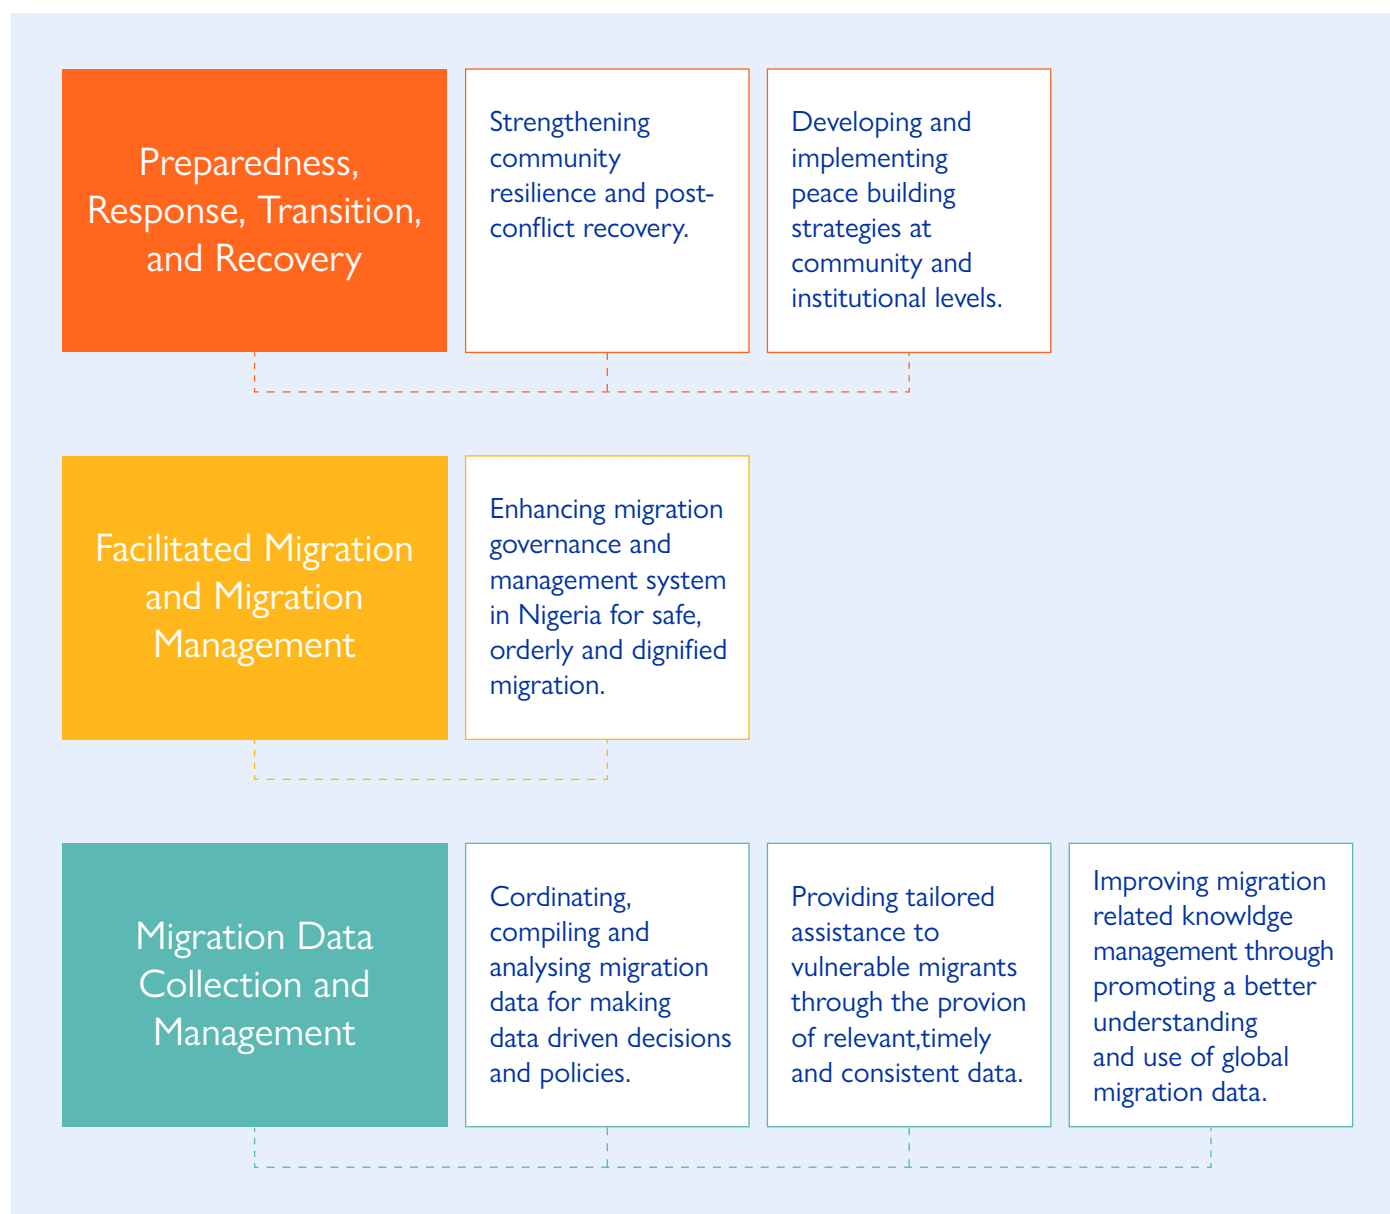 Preparedness,
Response, Transition,
and Recovery
Strengthening
community
resilience and post-
conflict recovery.
Developing and
implementing
peace building
strategies at
community and
institutional levels.
Facilitated Migration
and Migration
Management
Enhancing migration
governance and
management system
in Nigeria for safe,
orderly and dignified
migration.
Migration Data
Collection and
Management
Cordinating,
compiling and
analysing migration
data for making
data driven decisions
and policies.
Providing tailored
assistance to
vulnerable migrants
through the provion
of relevant,timely
and consistent data.
Improving migration
related knowldge
management through
promoting a better
understanding
and use of global
migration data.